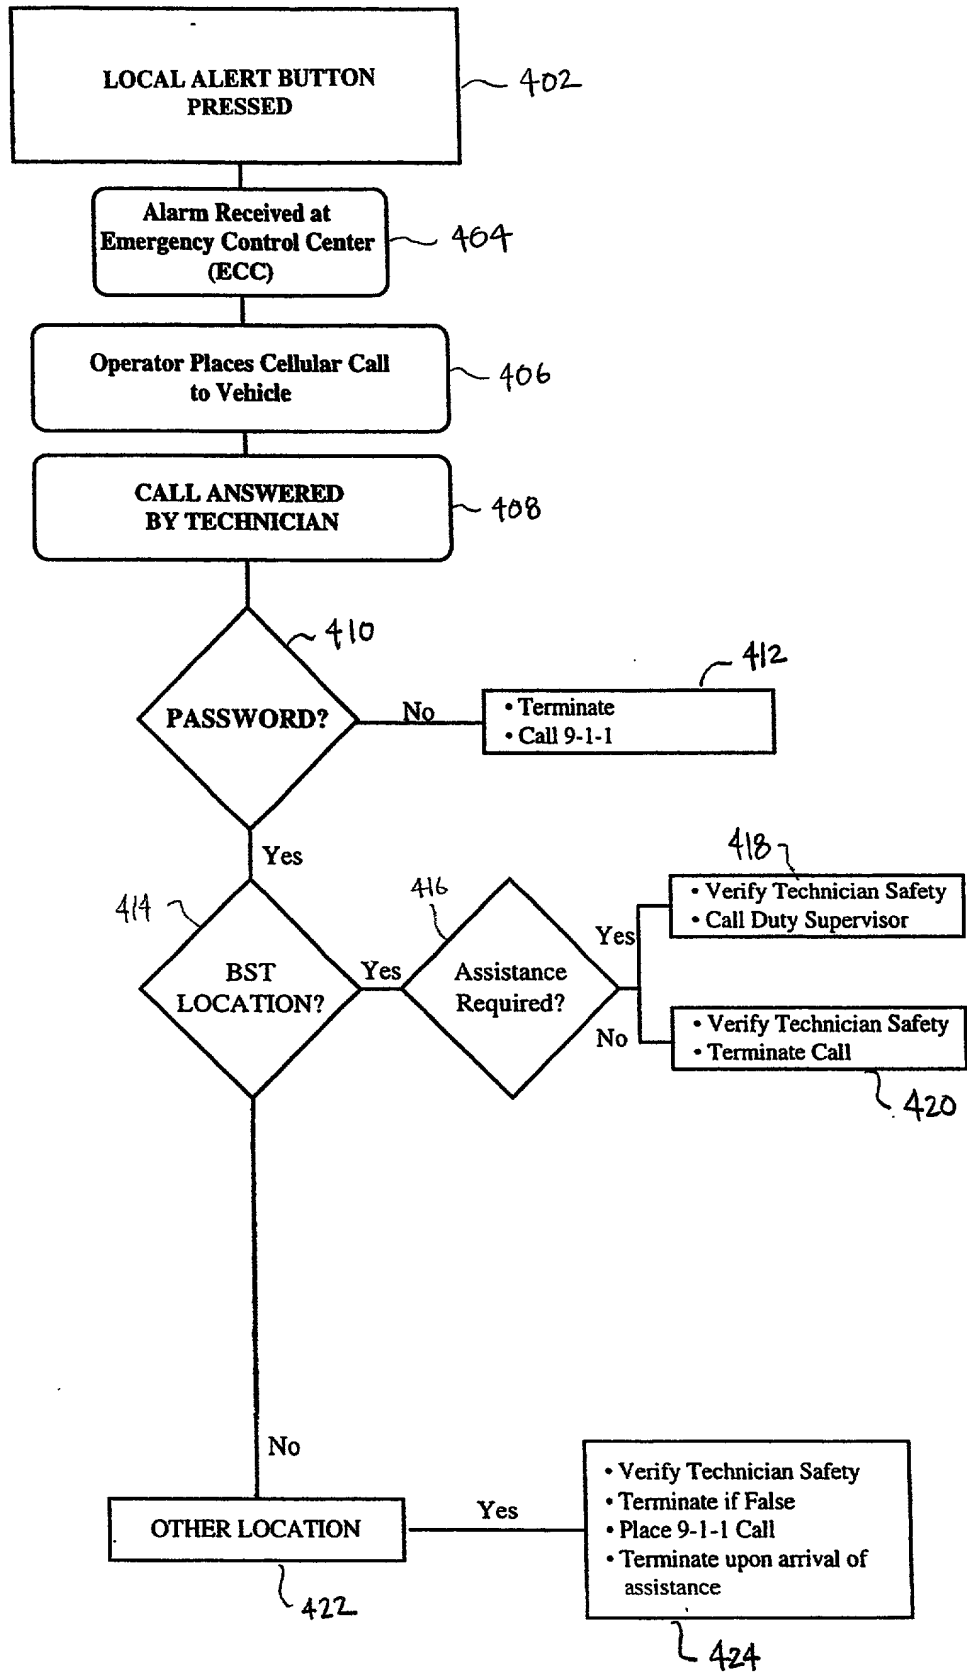 LOCAL ALERT BUTTON
PRESSED
402
Alarm Received at
Emergency Control Center
(ECC)
404
Operator Places Cellular Call
to Vehicle
406
CALL ANSWERED
BY TECHNICIAN
408
410
PASSWORD?
No
412
• Terminate
• Call 9-1-1
Yes
414
BST
LOCATION?
Yes
416
Assistance
Required?
Yes
418
• Verify Technician Safety
• Call Duty Supervisor
No
• Verify Technician Safety
• Terminate Call
420
No
OTHER LOCATION
422
Yes
• Verify Technician Safety
• Terminate if False
• Place 9-1-1 Call
• Terminate upon arrival of
assistance
424